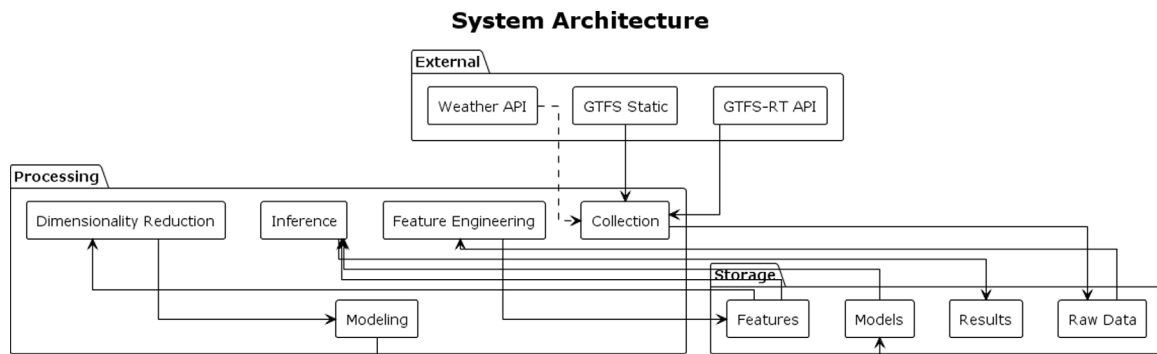 System Architecture
External
Weather API
GTFS Static
GTFS-RT API
Processing
Dimensionality Reduction
Inference
Feature Engineering
Collection
Storage
Modeling
Features
Models
Results
Raw Data